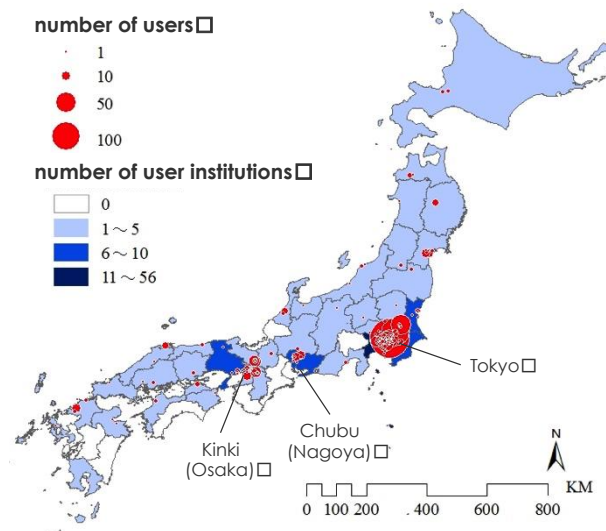 number of users□
1
10
50
100
number of user institutions□
0
1～5
6～10
11～56
Tokyo□
Kinki
(Osaka)□
Chubu
(Nagoya)□
N
KM
0 100 200 400 600 800